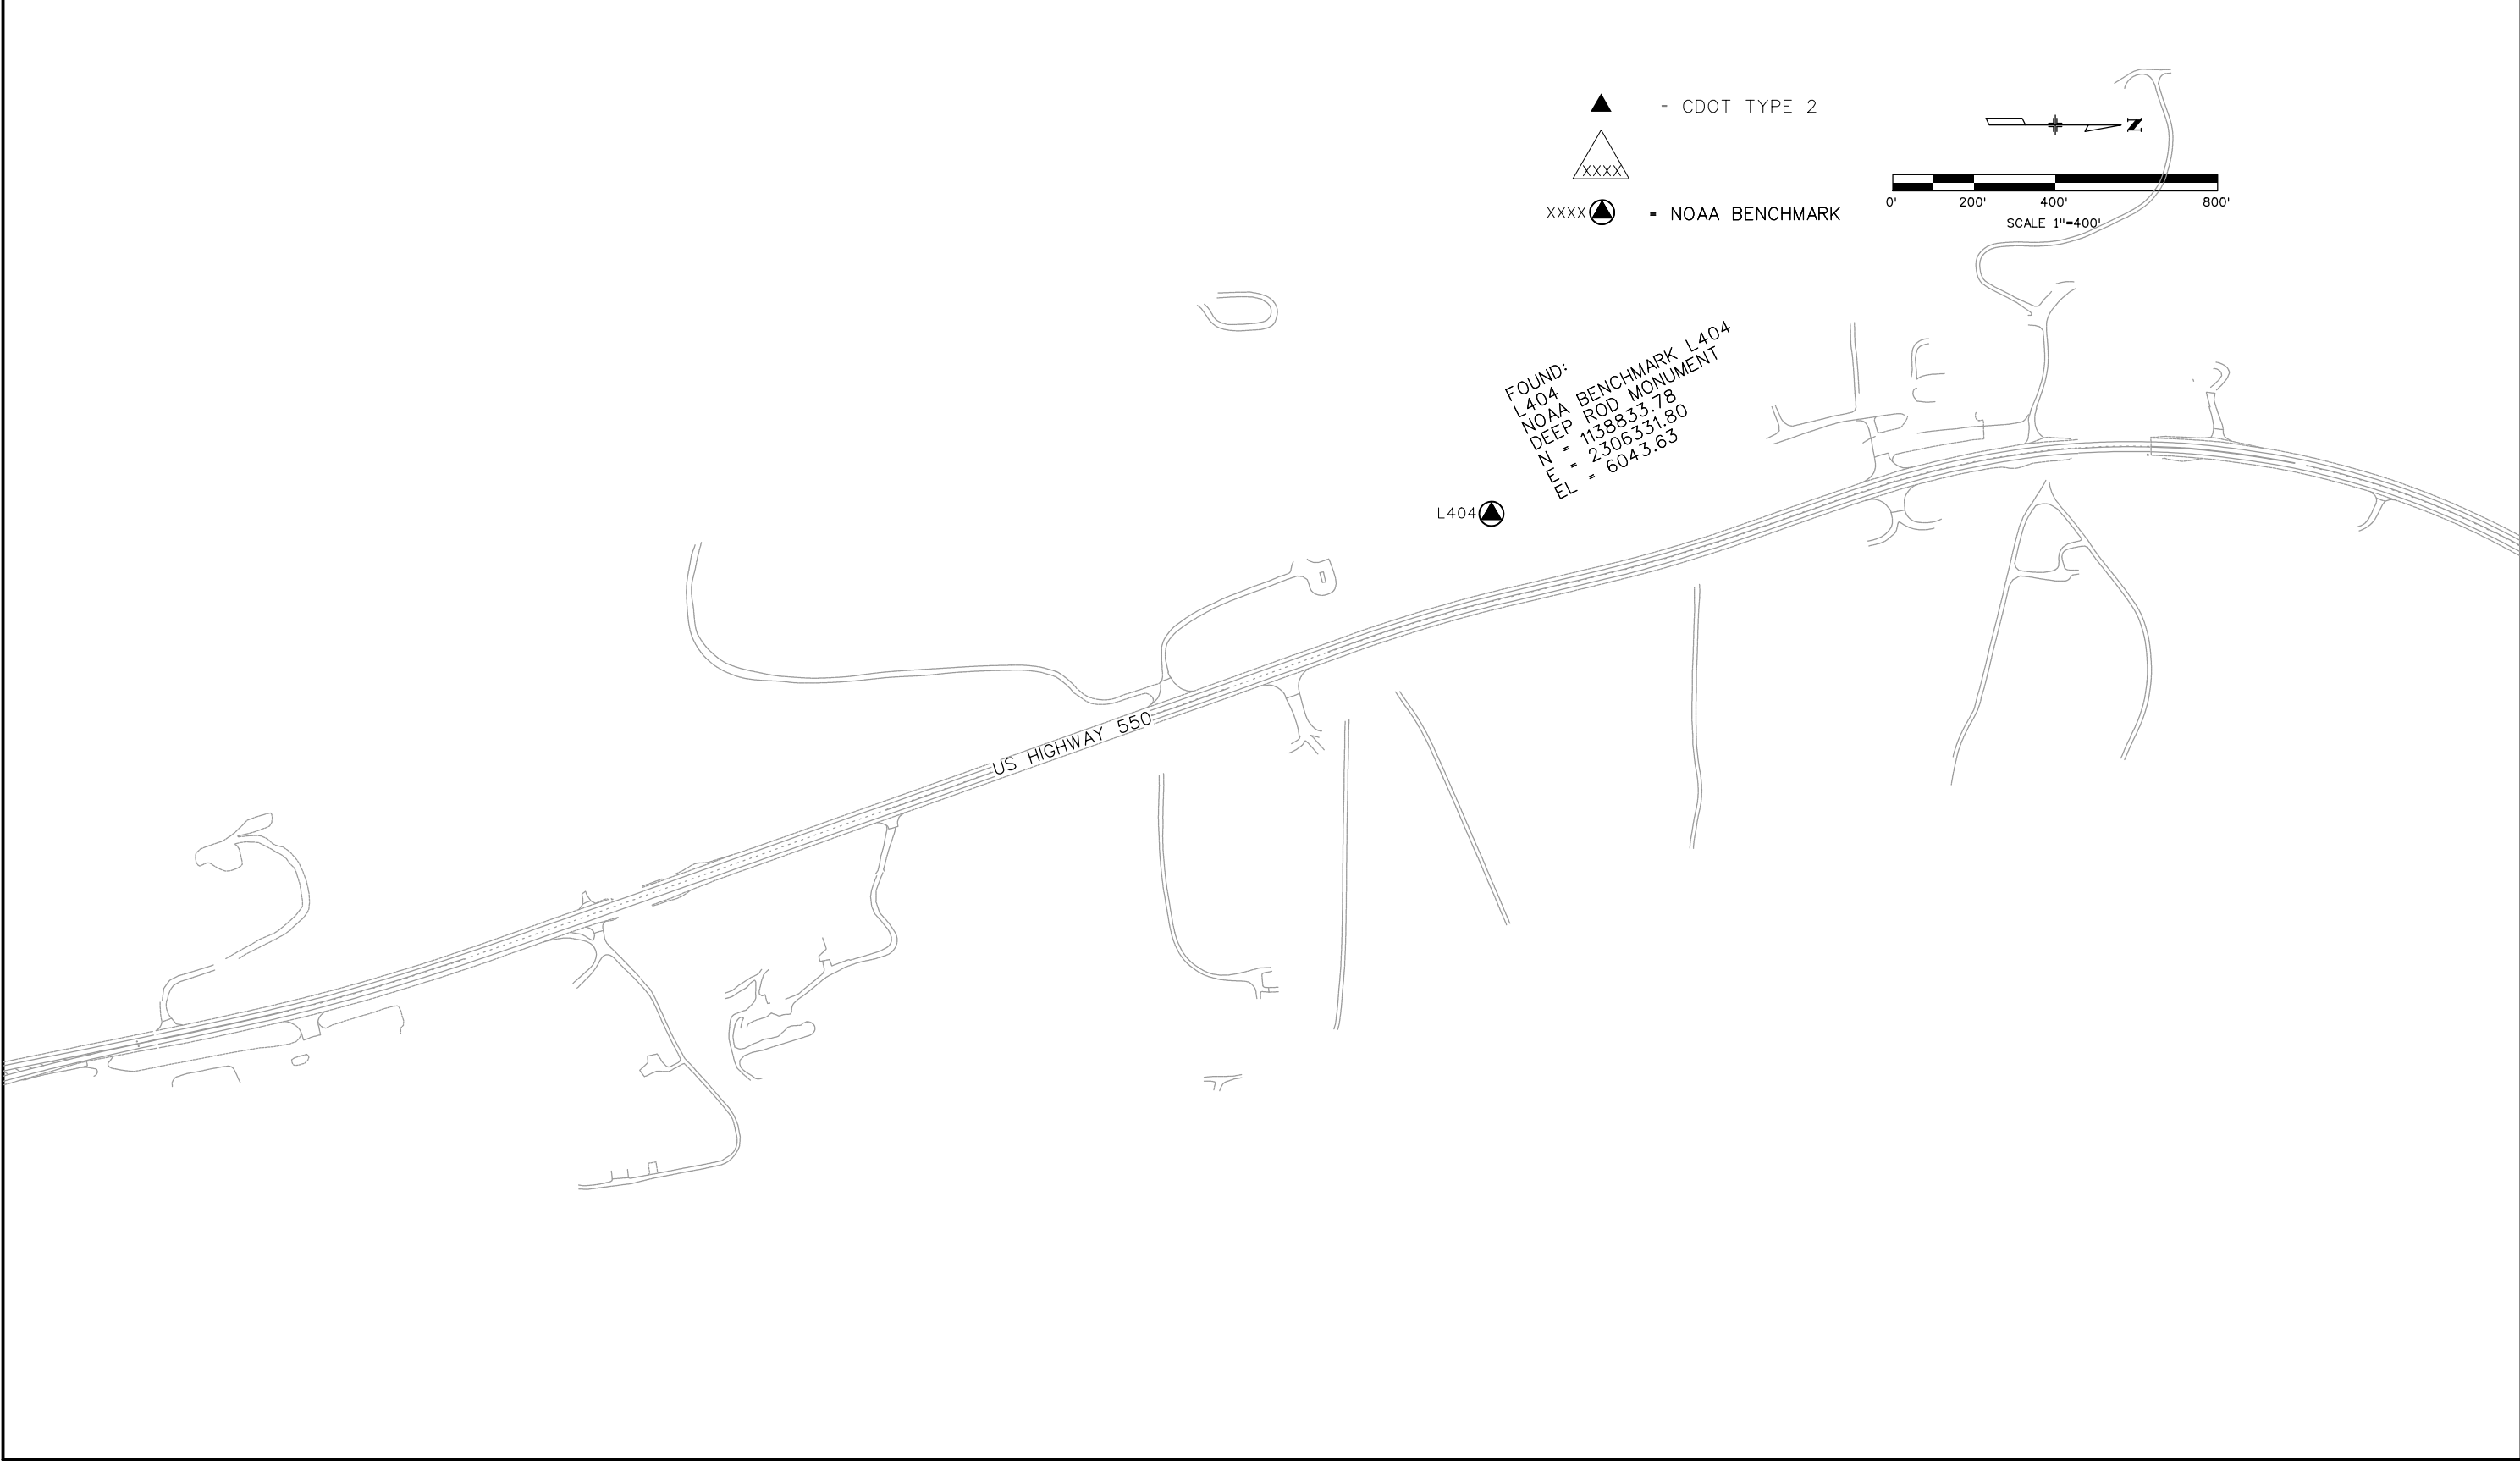 = CDOT TYPE 2
XXXX
XXXX = NOAA BENCHMARK
N
0' 200' 400' 800'
SCALE 1"=400'
FOUND:
L404
NOAA BENCHMARK L404
DEEP ROD MONUMENT
N = 1138833.78
E = 2306331.80
EL = 6043.63
L404
US HIGHWAY 550